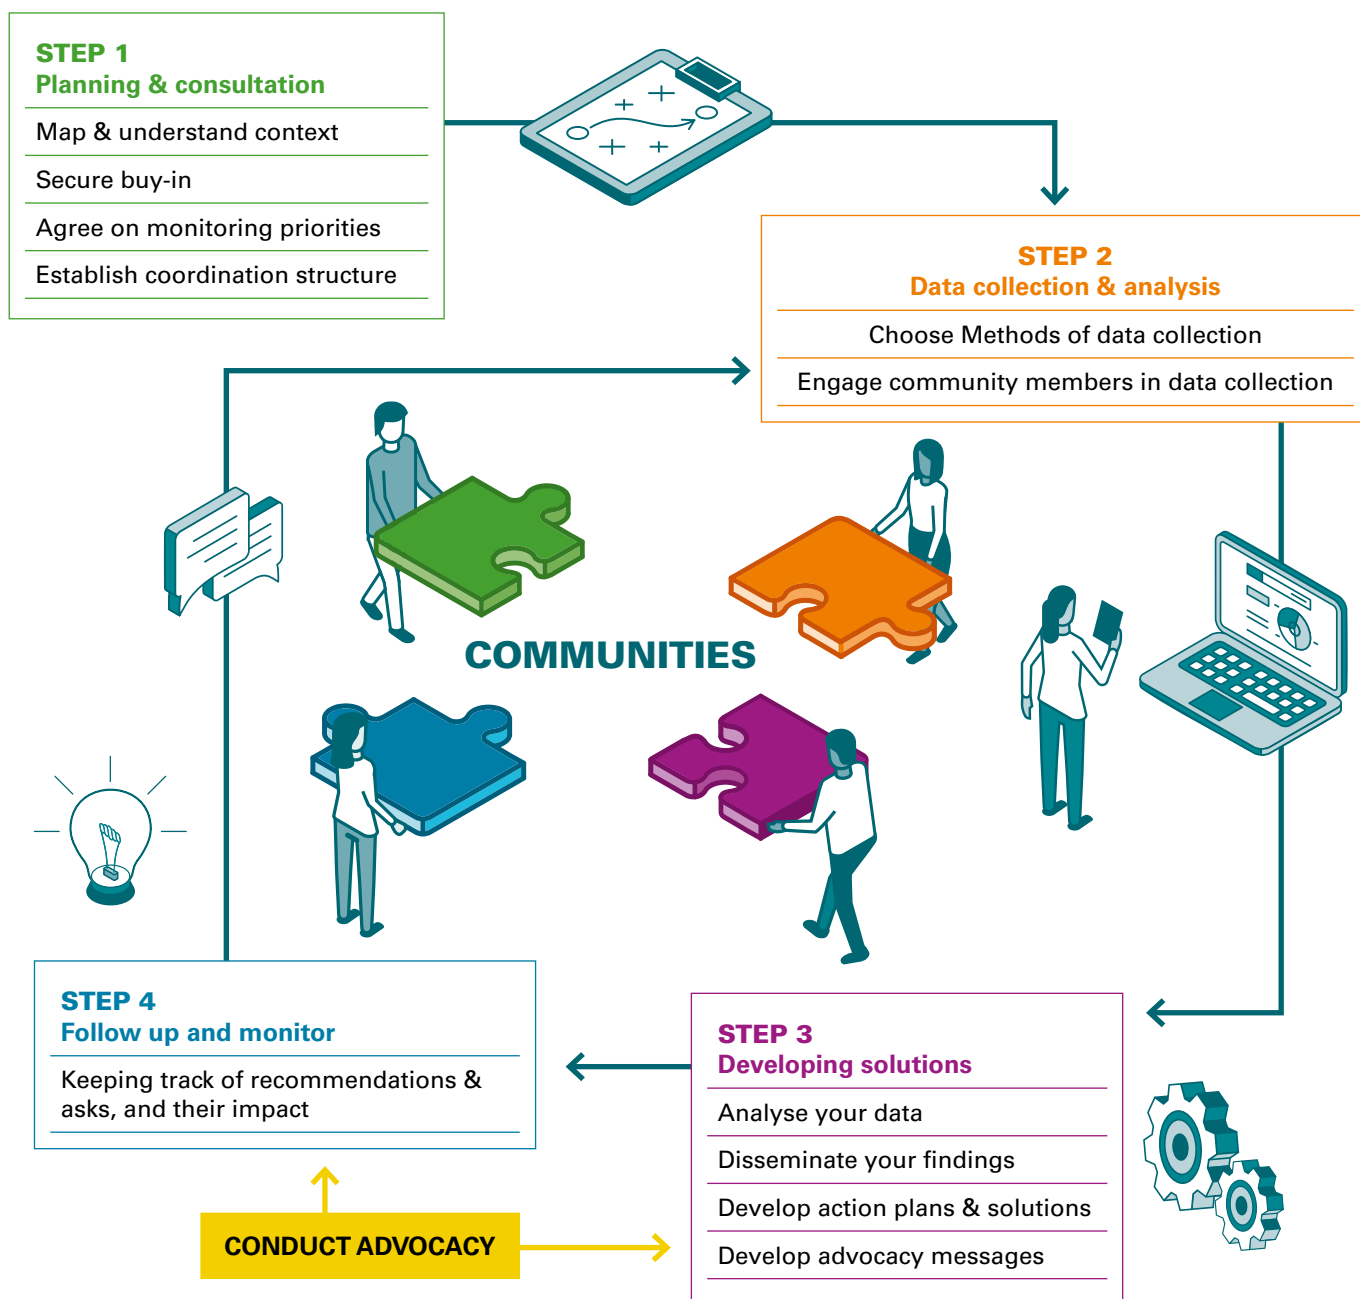 STEP 1
Planning & consultation
Map & understand context
Secure buy-in
Agree on monitoring priorities
Establish coordination structure
STEP 2
Data collection & analysis
Choose Methods of data collection
Engage community members in data collection
COMMUNITIES
STEP 4
Follow up and monitor
Keeping track of recommendations &
asks, and their impact
STEP 3
Developing solutions
Analyse your data
Disseminate your findings
Develop action plans & solutions
Develop advocacy messages
CONDUCT ADVOCACY